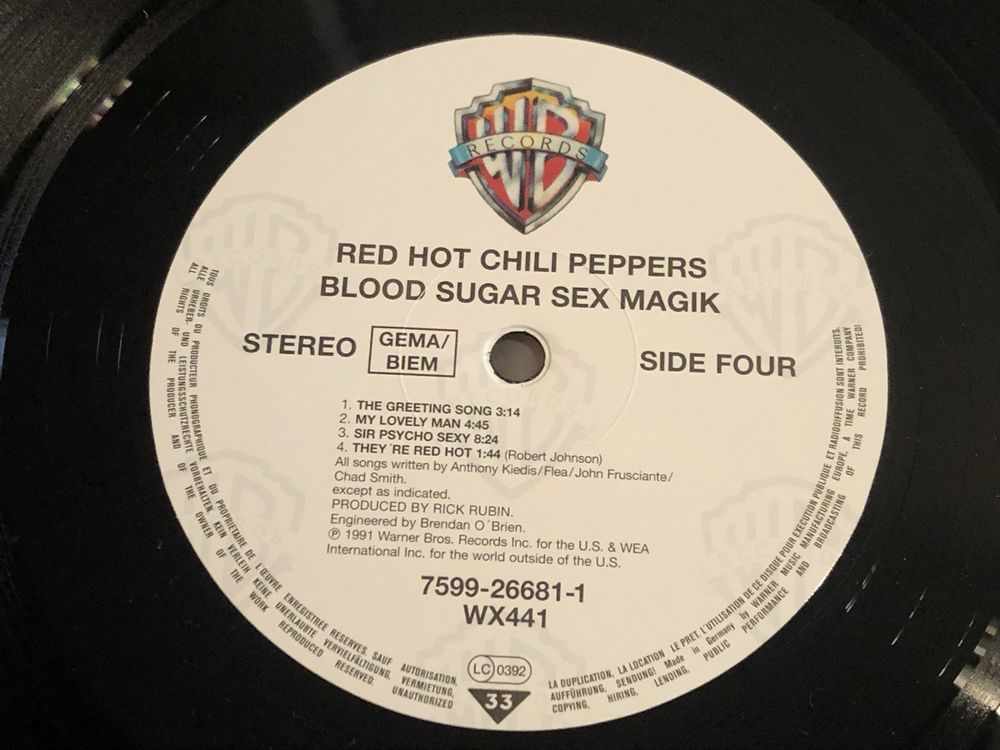 WB
RECORDS
RED HOT CHILI PEPPERS
BLOOD SUGAR SEX MAGIK
STEREO
GEMA/
BIEM
SIDE FOUR
1. THE GREETING SONG 3:14
2. MY LOVELY MAN 4:45
3. SIR PSYCHO SEXY 8:24
4. THEY´RE RED HOT 1:44 (Robert Johnson)
All songs written by Anthony Kiedis/Flea/John Frusciante/
Chad Smith.
except as indicated.
PRODUCED BY RICK RUBIN.
Engineered by Brendan O´Brien.
℗ 1991 Warner Bros. Records Inc. for the U.S. & WEA
International Inc. for the world outside of the U.S.
7599-26681-1
WX441
LC 0392
33
TOUS DROITS DU PRODUCTEUR PHONOGRAPHIQUE ET DU PROPRIETAIRE DE L'ŒUVRE ENREGISTREE RESERVES. SAUF AUTORISATION, LA DUPLICATION, LA LOCATION LE PRET, L'UTILISATION DE CE DISQUE POUR EXECUTION PUBLIQUE ET RADIODIFFUSION SONT INTERDITS.
ALLE URHEBER- UND LEISTUNGSSCHUTZRECHTE VORBEHALTEN. KEIN VERLEIH KEINE UNERLAUBTE VERVIELFÄLTIGUNG, VERMIETUNG, AUFFÜHRUNG, SENDUNG! Made in Germany by WARNER MUSIC MANUFACTURING EUROPE, A TIME WARNER COMPANY
ALL RIGHTS OF THE PRODUCER AND OF THE OWNER OF THE WORK REPRODUCED RESERVED. UNAUTHORIZED COPYING, HIRING, LENDING, PUBLIC PERFORMANCE AND BROADCASTING OF THIS RECORD PROHIBITED!